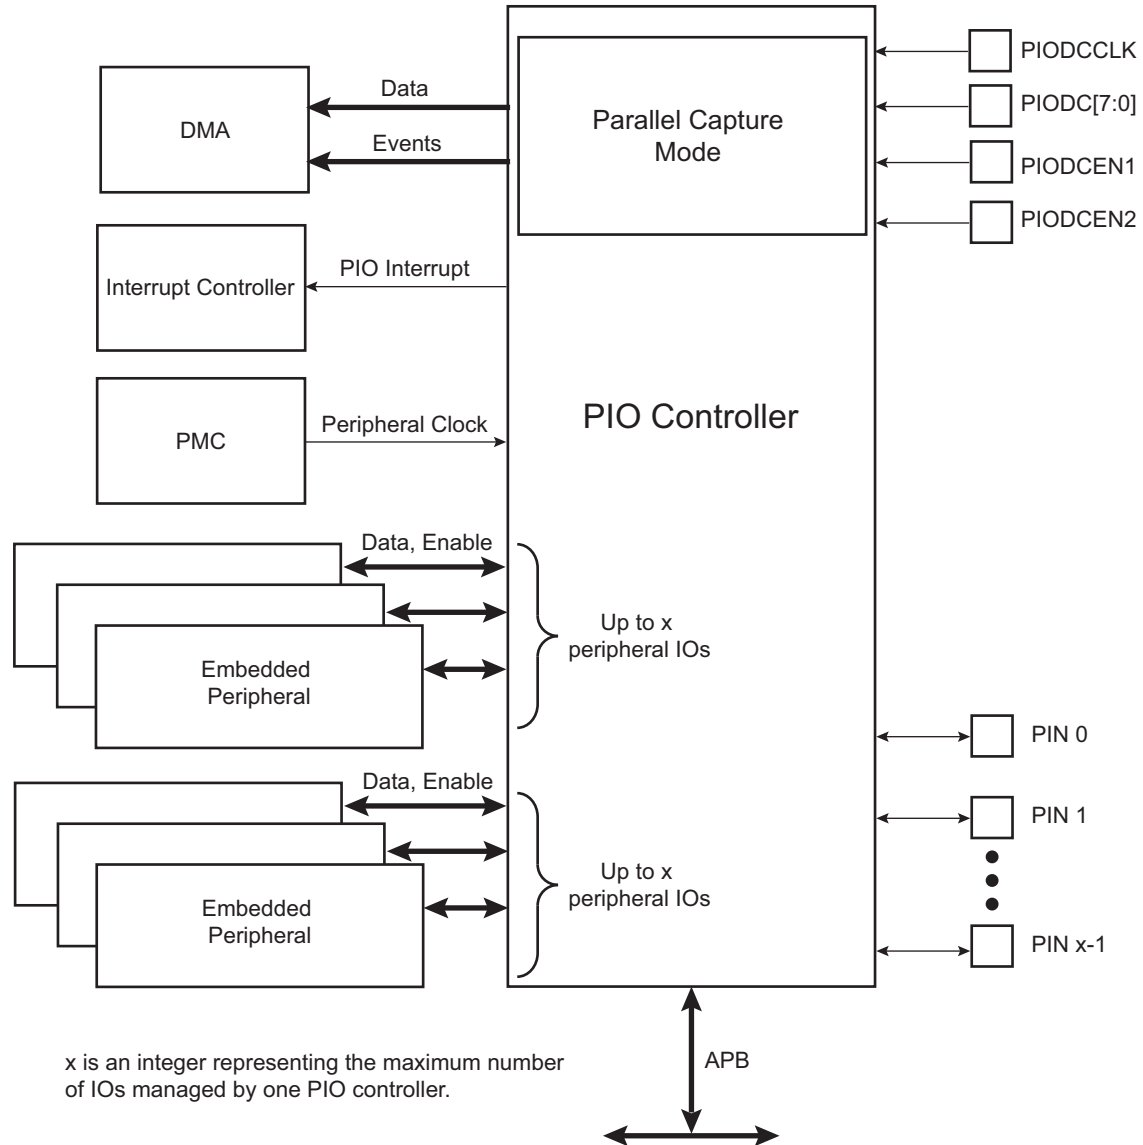 PIODCCLK
DMA
Data
Parallel Capture
Mode
PIODC[7:0]
Events
PIODCEN1
PIODCEN2
Interrupt Controller
PIO Interrupt
PIO Controller
PMC
Peripheral Clock
Data, Enable
Up to x
peripheral IOs
Embedded
Peripheral
PIN 0
Data, Enable
PIN 1
Up to x
peripheral IOs
Embedded
Peripheral
PIN x-1
x is an integer representing the maximum number
of IOs managed by one PIO controller.
APB